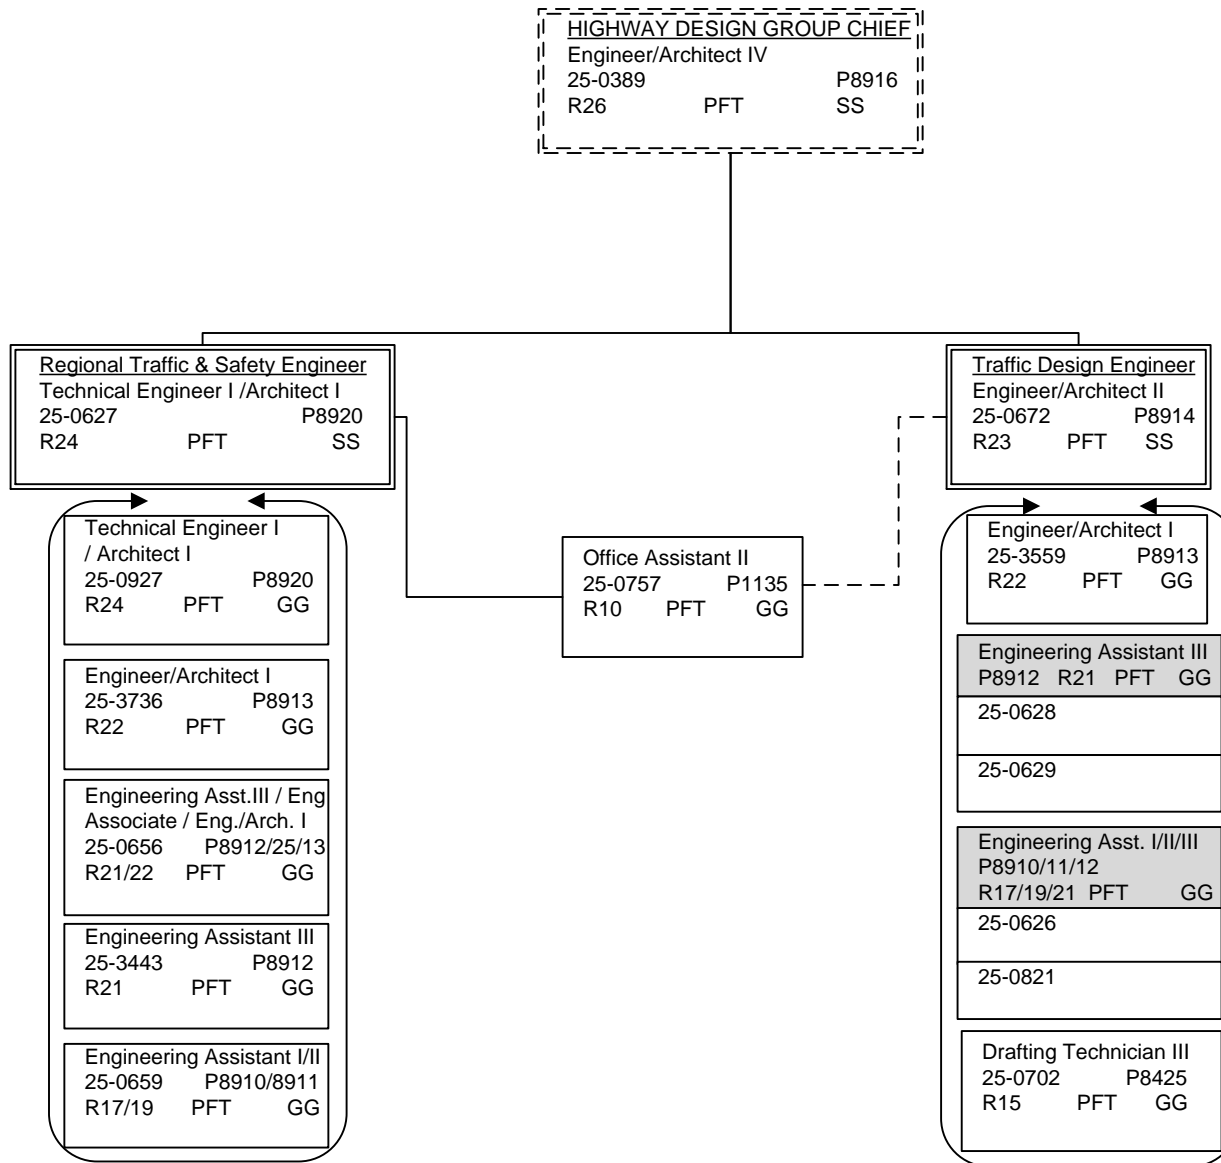 HIGHWAY DESIGN GROUP CHIEF
Engineer/Architect IV
25-0389 P8916
R26 PFT SS
Regional Traffic & Safety Engineer
Technical Engineer I /Architect I
25-0627 P8920
R24 PFT SS
Traffic Design Engineer
Engineer/Architect II
25-0672 P8914
R23 PFT SS
Technical Engineer I
/ Architect I
25-0927 P8920
R24 PFT GG
Engineer/Architect I
25-3736 P8913
R22 PFT GG
Engineering Asst.III / Eng
Associate / Eng./Arch. I
25-0656 P8912/25/13
R21/22 PFT GG
Engineering Assistant III
25-3443 P8912
R21 PFT GG
Engineering Assistant I/II
25-0659 P8910/8911
R17/19 PFT GG
Office Assistant II
25-0757 P1135
R10 PFT GG
Engineer/Architect I
25-3559 P8913
R22 PFT GG
Engineering Assistant III
P8912 R21 PFT GG
25-0628
25-0629
Engineering Asst. I/II/III
P8910/11/12
R17/19/21 PFT GG
25-0626
25-0821
Drafting Technician III
25-0702 P8425
R15 PFT GG